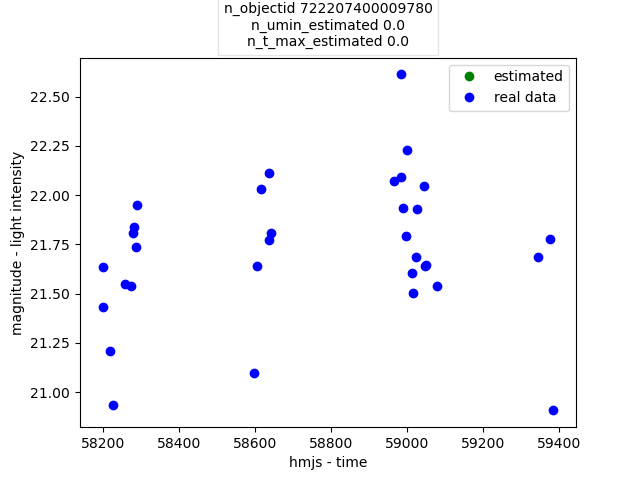 n_objectid 722207400009780
n_umin_estimated 0.0
n_t_max_estimated 0.0
estimated
real data
22.50
22.25
22.00
21.75
21.50
21.25
21.00
magnitude - light intensity
58200 58400 58600 58800 59000 59200 59400
hmjs - time